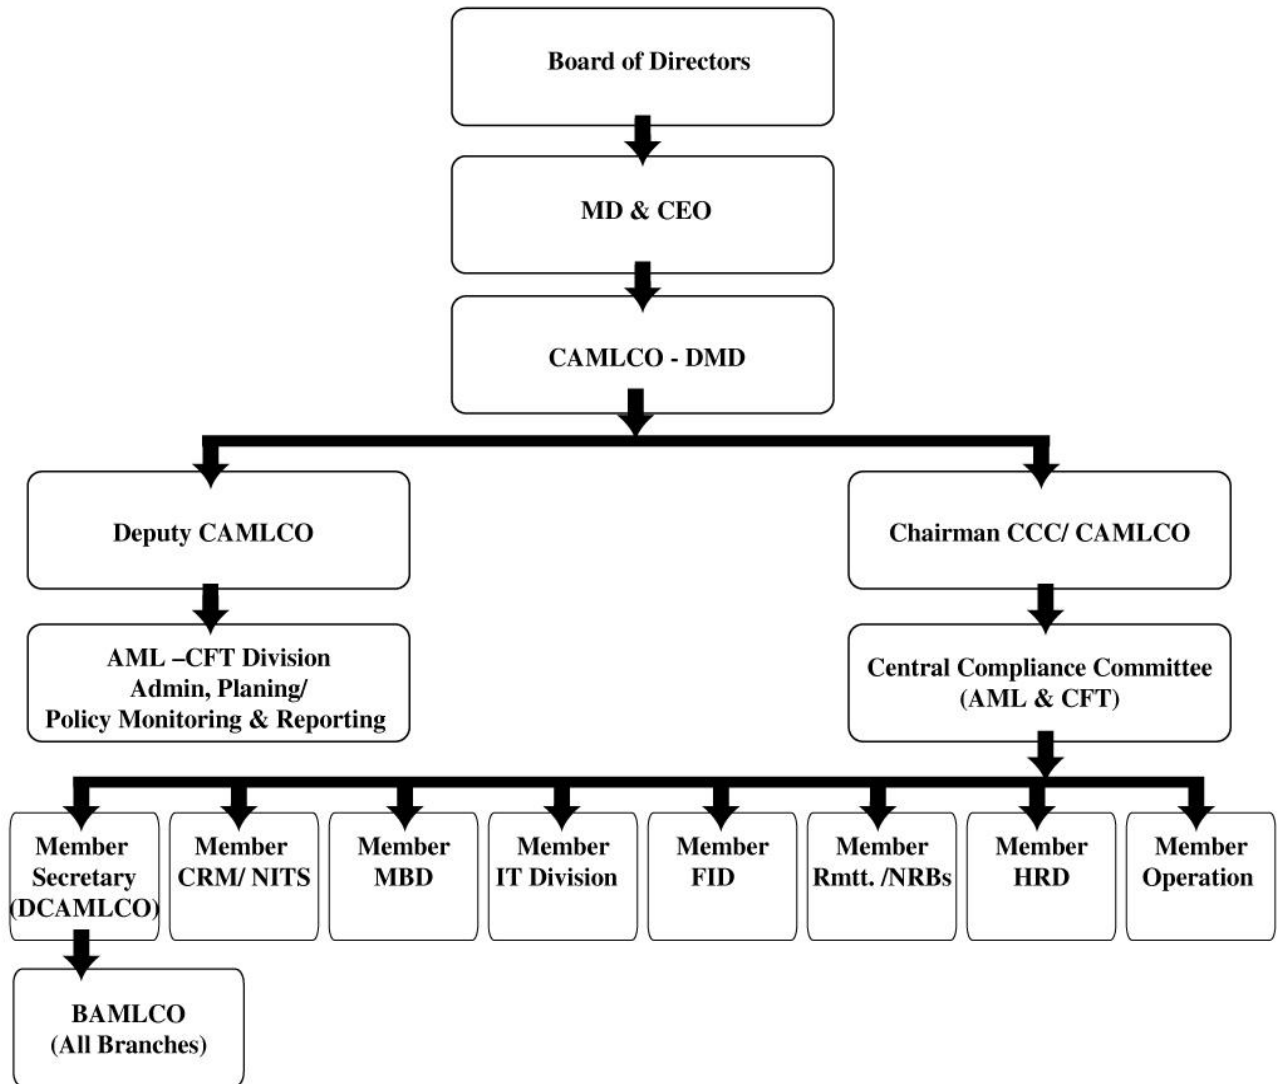 Board of Directors
MD & CEO
CAMLCO - DMD
Deputy CAMLCO
Chairman CCC/ CAMLCO
AML –CFT Division
Admin, Planing/
Policy Monitoring & Reporting
Central Compliance Committee
(AML & CFT)
Member
Secretary
(DCAMLCO)
Member
CRM/ NITS
Member
MBD
Member
IT Division
Member
FID
Member
Rmtt. /NRBs
Member
HRD
Member
Operation
BAMLCO
(All Branches)